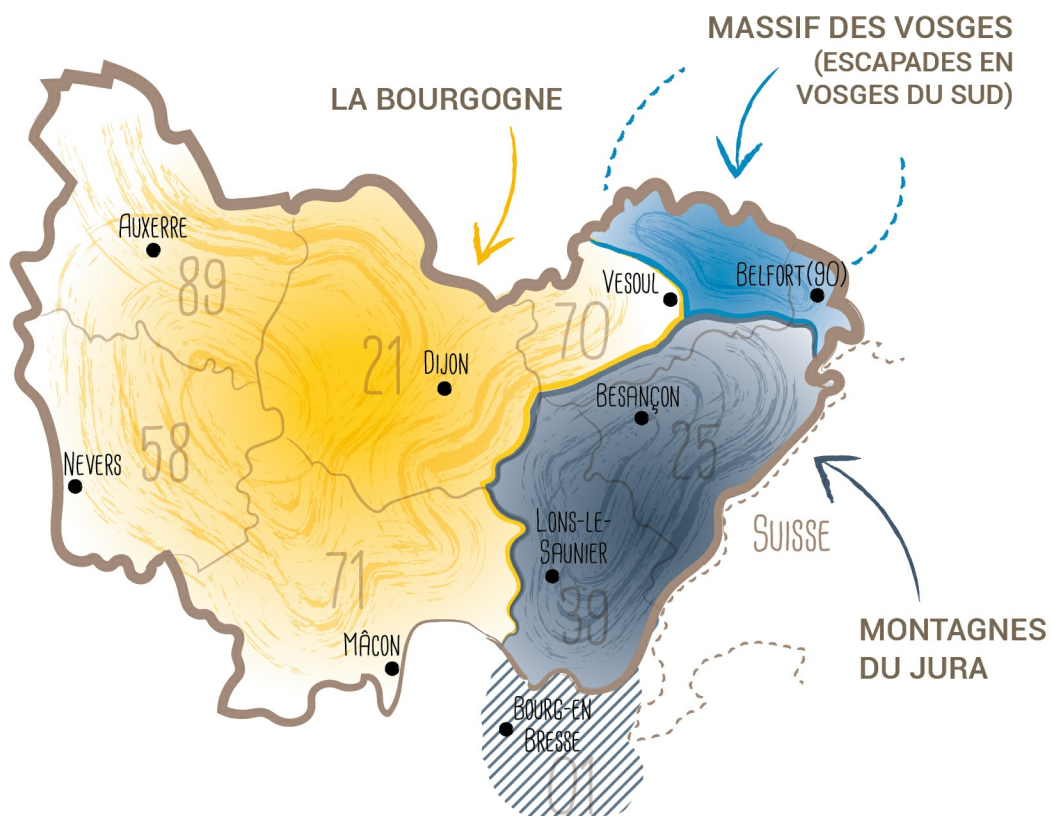 MASSIF DES VOSGES
(ESCAPADES EN
VOSGES DU SUD)
LA BOURGOGNE
AUXERRE
89
VESOUL
BELFORT(90)
70
21
DIJON
BESANÇON
25
58
NEVERS
LONS-LE-
SAUNIER
39
SUISSE
71
MÂCON
MONTAGNES
DU JURA
BOURG-EN
BRESSE
01